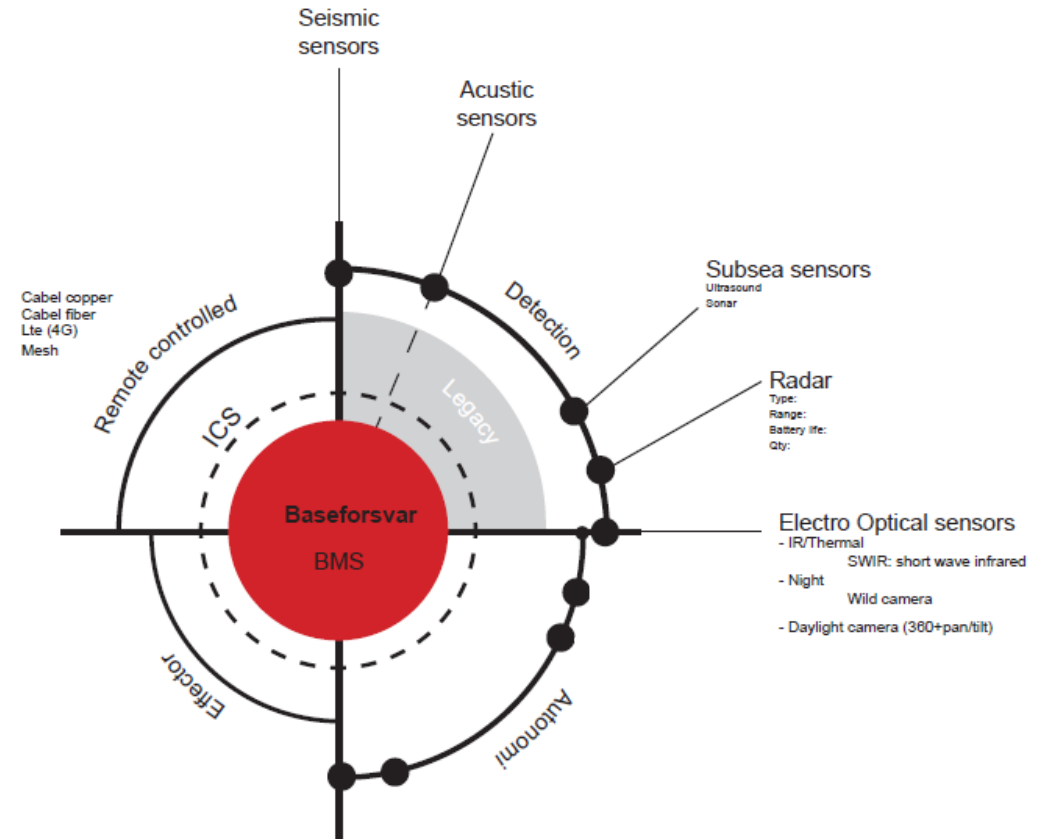 Seismic
sensors
Acustic
sensors
Subsea sensors
Ultrasound
Sonar
Detection
Cabel copper
Cabel fiber
Lte (4G)
Mesh
Remote controlled
Radar
Type:
Range:
Battery life:
Qty:
Legacy
ICS
Baseforsvar
BMS
Electro Optical sensors
- IR/Thermal
SWIR: short wave infrared
- Night
Wild camera
- Daylight camera (360+pan/tilt)
Effector
Autonomi